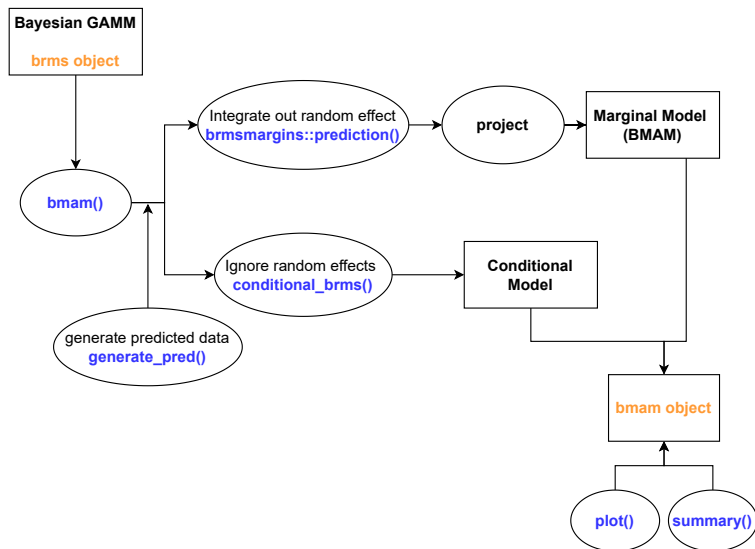 Bayesian GAMM
brms object
Integrate out random effect
brmsmargins::prediction()
project
Marginal Model
(BMAM)
bmam()
Ignore random effects
conditional_brms()
Conditional
Model
generate predicted data
generate_pred()
bmam object
plot()
summary()